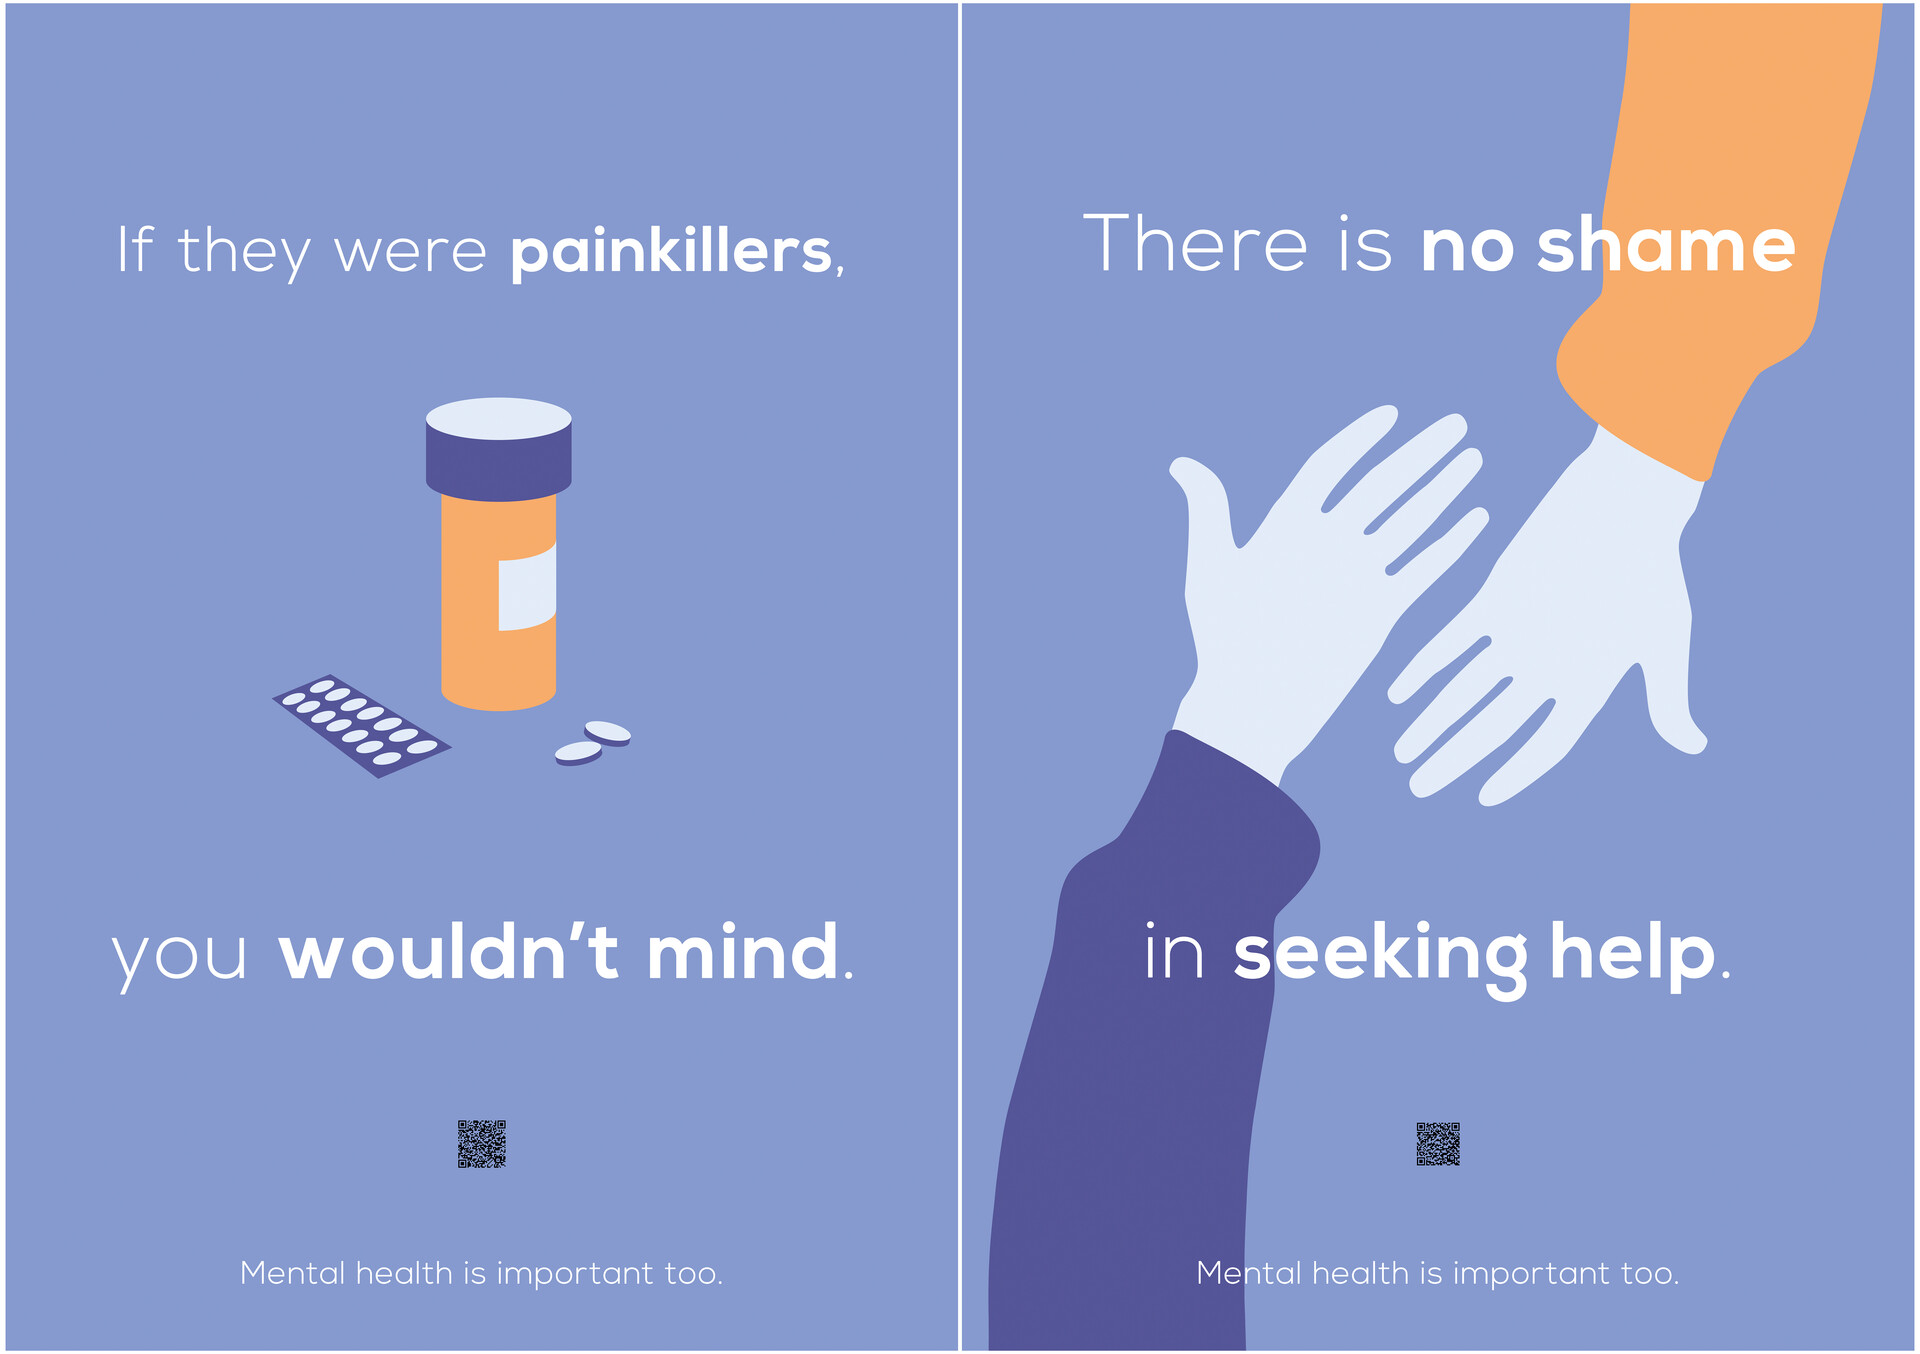 If they were painkillers,
you wouldn't mind.
Mental health is important too.
There is no shame
in seeking help.
Mental health is important too.